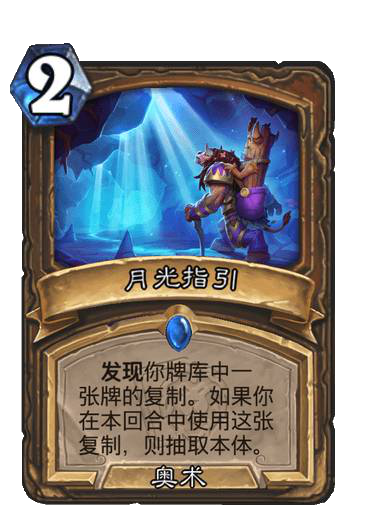 2
月光指引
发现你牌库中一
张牌的复制。如果你
在本回合中使用这张
复制，则抽取本体。
奥术